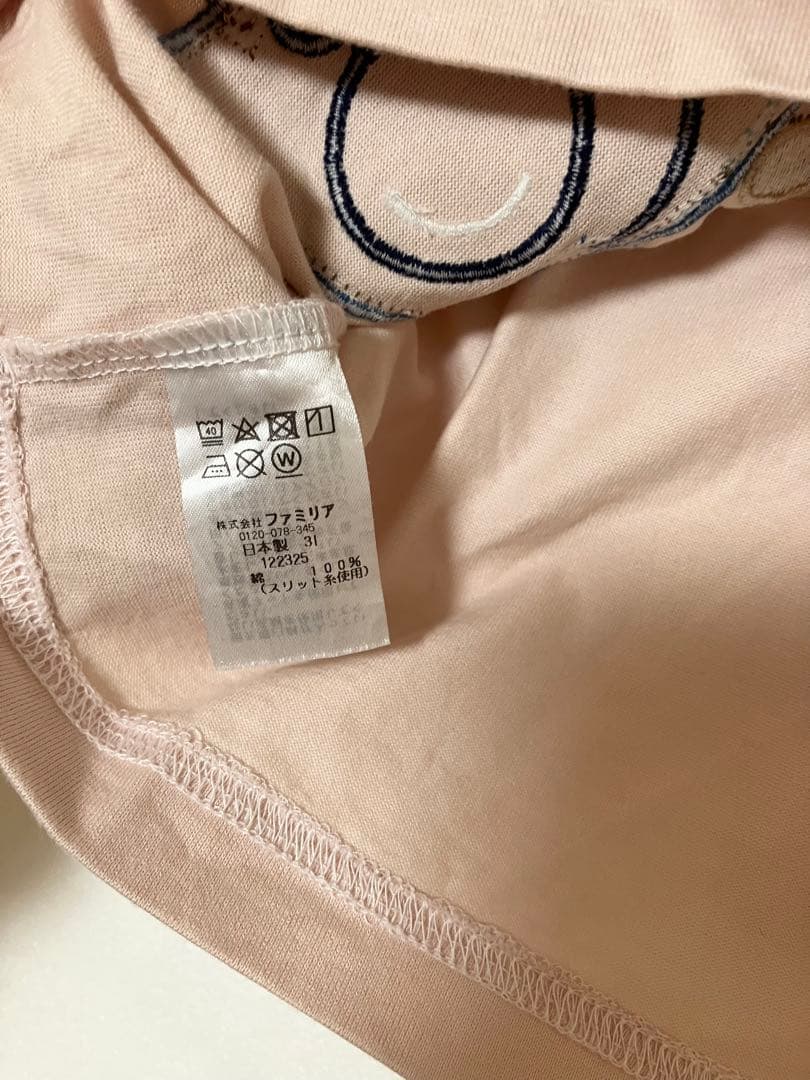 40
W
株式会社ファミリア
0120-078-345
日本製 31
122325
綿 100%
(スリット糸使用)